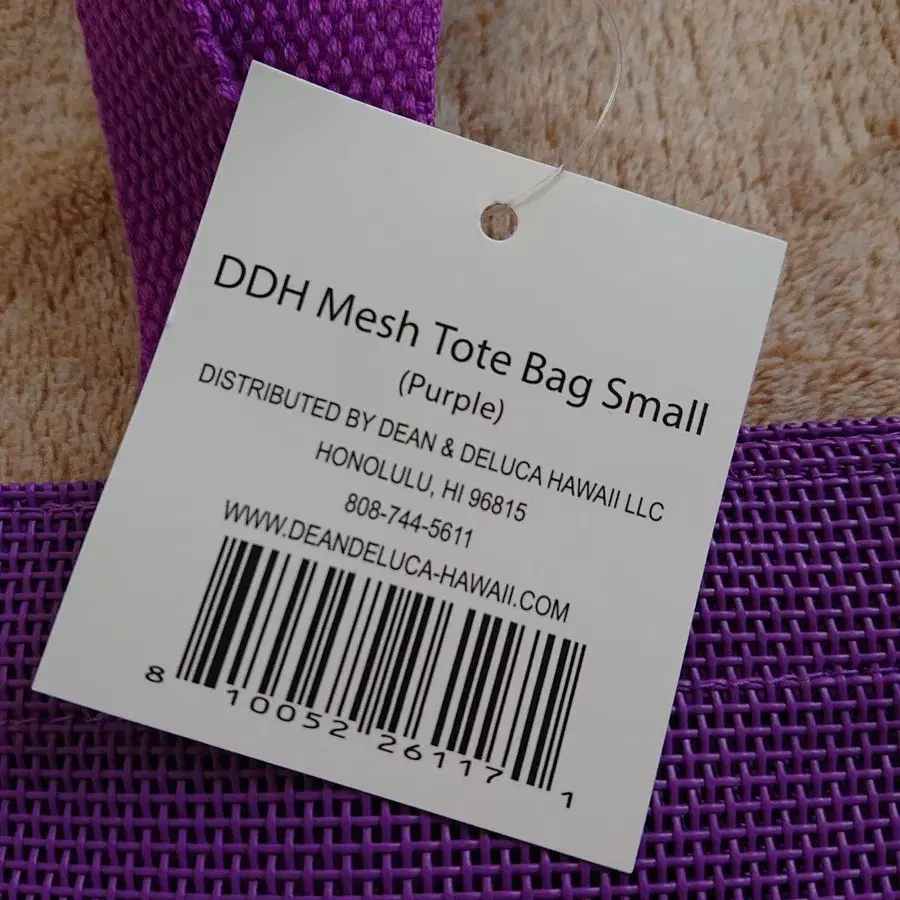 DDH Mesh Tote Bag Small
(Purple)
DISTRIBUTED BY DEAN & DELUCA HAWAII LLC
HONOLULU, HI 96815
808-744-5611
WWW.DEANDELUCA-HAWAII.COM
8 10052 26117 1